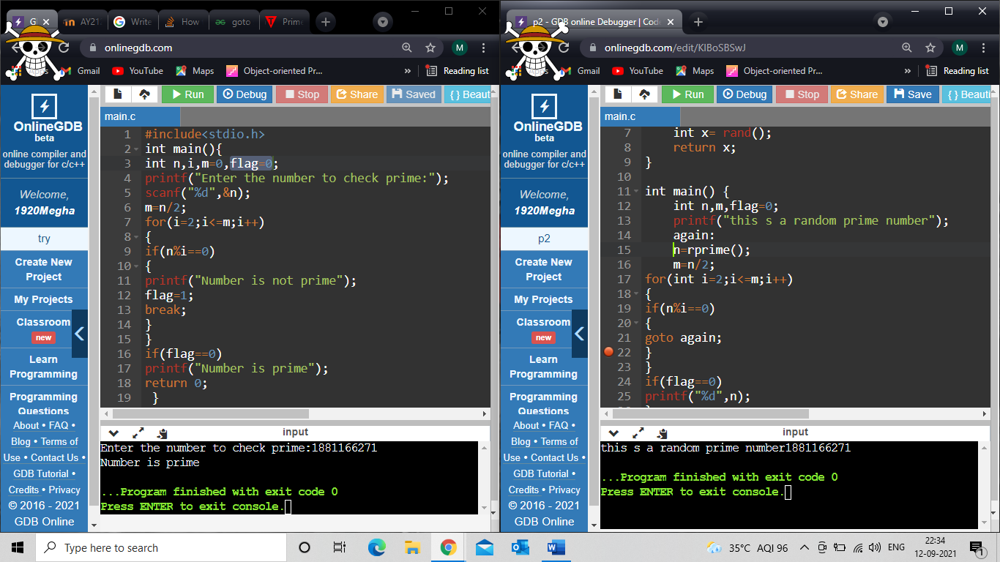 Gl
AY21
Write
How
goto
Prime
onlinegdb.com
M
Apps
Gmail
YouTube
Maps
Object-oriented Pr...
»
Reading list
OnlineGDB
beta
online compiler and
debugger for c/c++
Welcome,
1920Megha
try
Create New
Project
My Projects
Classroom
new
Learn
Programming
Programming
Questions
About • FAQ •
Blog • Terms of
Use • Contact Us •
GDB Tutorial •
Credits • Privacy
© 2016 - 2021
GDB Online
Run
Debug
Stop
Share
Saved
{ } Beaut
main.c
1 #include<stdio.h>
2 int main(){
3 int n,i,m=0,flag=0;
4 printf("Enter the number to check prime:");
5 scanf("%d",&n);
6 m=n/2;
7 for(i=2;i<=m;i++)
8 {
9 if(n%i==0)
10 {
11 printf("Number is not prime");
12 flag=1;
13 break;
14 }
15 }
16 if(flag==0)
17 printf("Number is prime");
18 return 0;
19 }
input
Enter the number to check prime:1881166271
Number is prime
...Program finished with exit code 0
Press ENTER to exit console.
p2 - GDB online Debugger | Code
onlinegdb.com/edit/KlBoSBSwJ
M
Apps
Gmail
YouTube
Maps
Object-oriented Pr...
»
Reading list
OnlineGDB
beta
online compiler and
debugger for c/c++
Welcome,
1920Megha
p2
Create New
Project
My Projects
Classroom
new
Learn
Programming
Programming
Questions
About • FAQ •
Blog • Terms of
Use • Contact Us •
GDB Tutorial •
Credits • Privacy
© 2016 - 2021
GDB Online
Run
Debug
Stop
Share
Save
{ } Beauti
main.c
7 int x= rand();
8 return x;
9 }
10
11 int main() {
12 int n,m,flag=0;
13 printf("this s a random prime number");
14 again:
15 n=rprime();
16 m=n/2;
17 for(int i=2;i<=m;i++)
18 {
19 if(n%i==0)
20 {
21 goto again;
22 }
23 }
24 if(flag==0)
25 printf("%d",n);
input
this s a random prime number1881166271
...Program finished with exit code 0
Press ENTER to exit console.
Type here to search
35°C AQI 96
ENG
22:34
12-09-2021
1